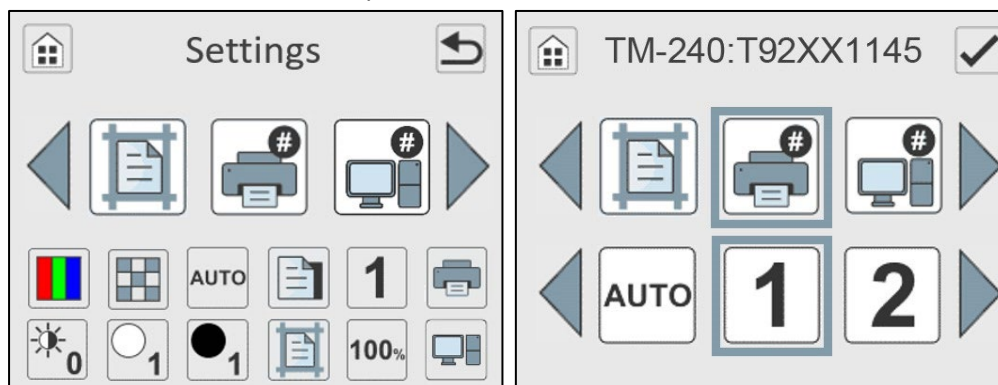 Settings
# #
AUTO 1
0 1 1 100%
TM-240:T92XX1145
# #
AUTO 1 2